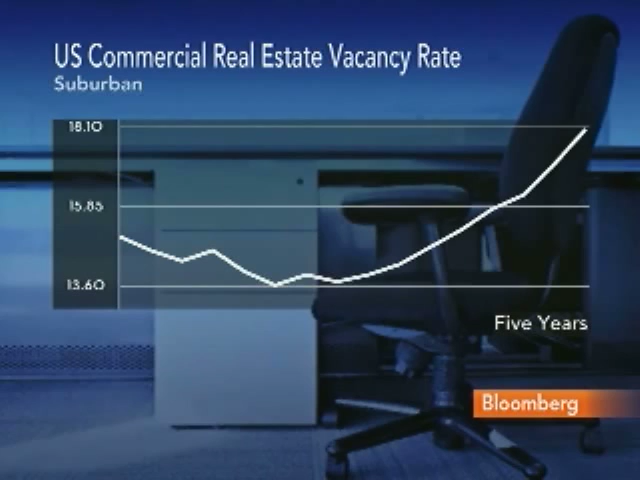 US Commercial Real Estate Vacancy Rate
Suburban
18.10
15.85
13.60
Five Years
Bloomberg